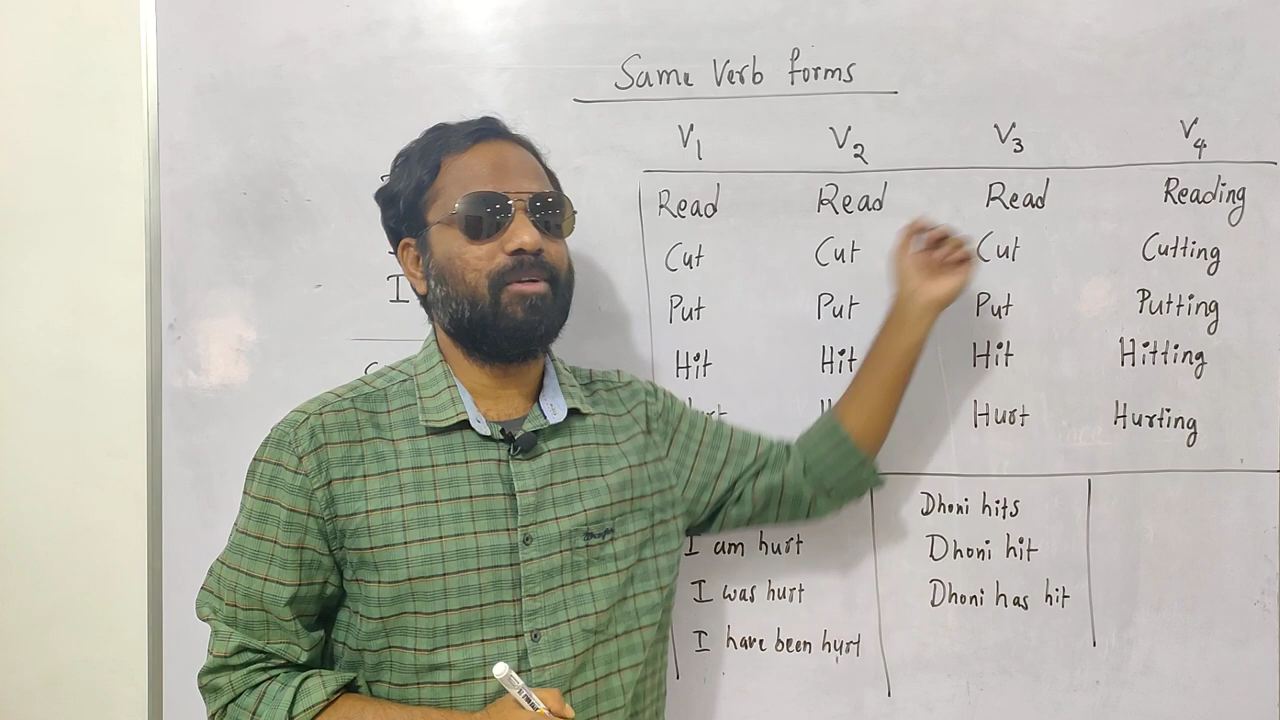 Same Verb forms
V1 V2 V3 V4
Read Read Read Reading
Cut Cut Cut Cutting
Put Put Put Putting
Hit Hit Hit Hitting
Hurt Hurting
I
I am hurt
I was hurt
I have been hurt
Dhoni hits
Dhoni hit
Dhoni has hit